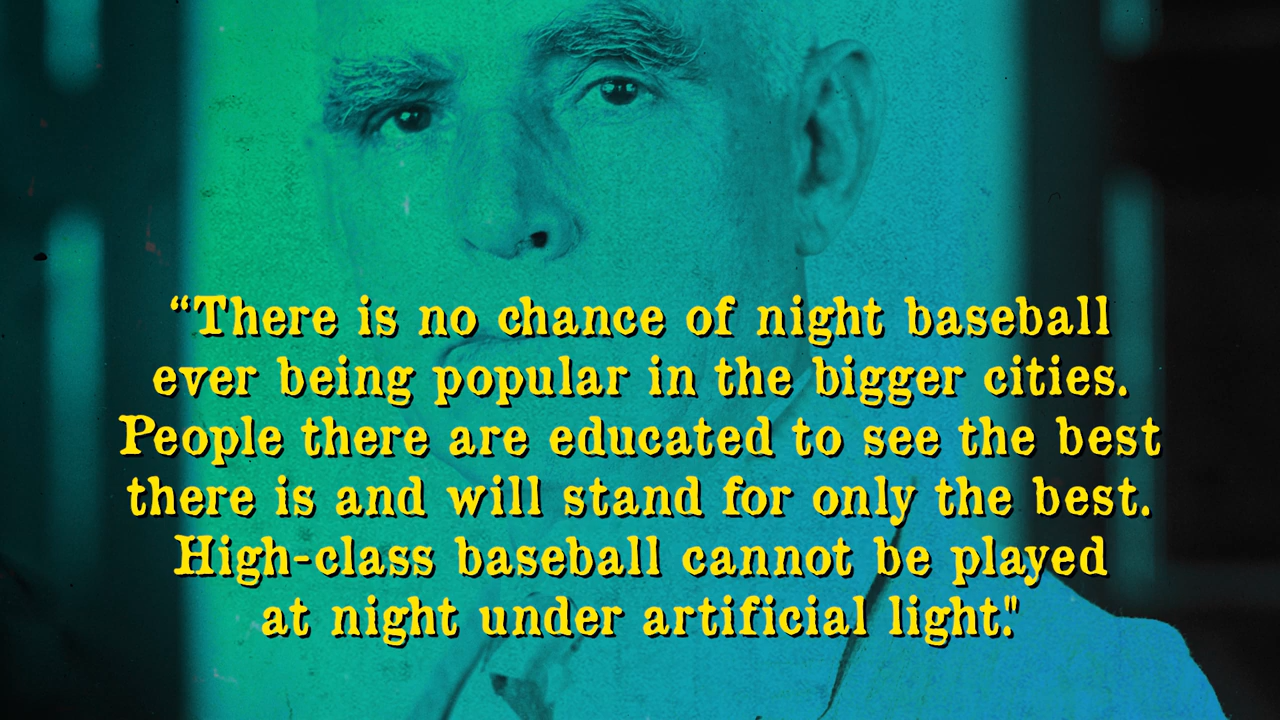 “There is no chance of night baseball
ever being popular in the bigger cities.
People there are educated to see the best
there is and will stand for only the best.
High-class baseball cannot be played
at night under artificial light."